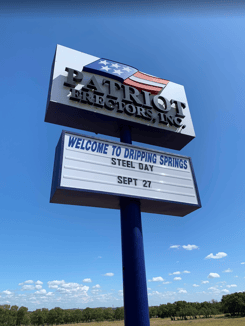 PATRIOT
ERECTORS, INC.
WELCOME TO DRIPPING SPRINGS
STEEL DAY
SEPT 27